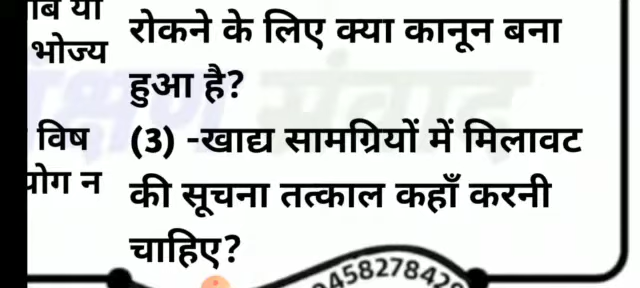 रोकने के लिए क्या कानून बना
भोज्य
हुआ है?
विष
(3) -खाद्य सामग्रियों में मिलावट
की सूचना तत्काल कहाँ करनी
चाहिए?